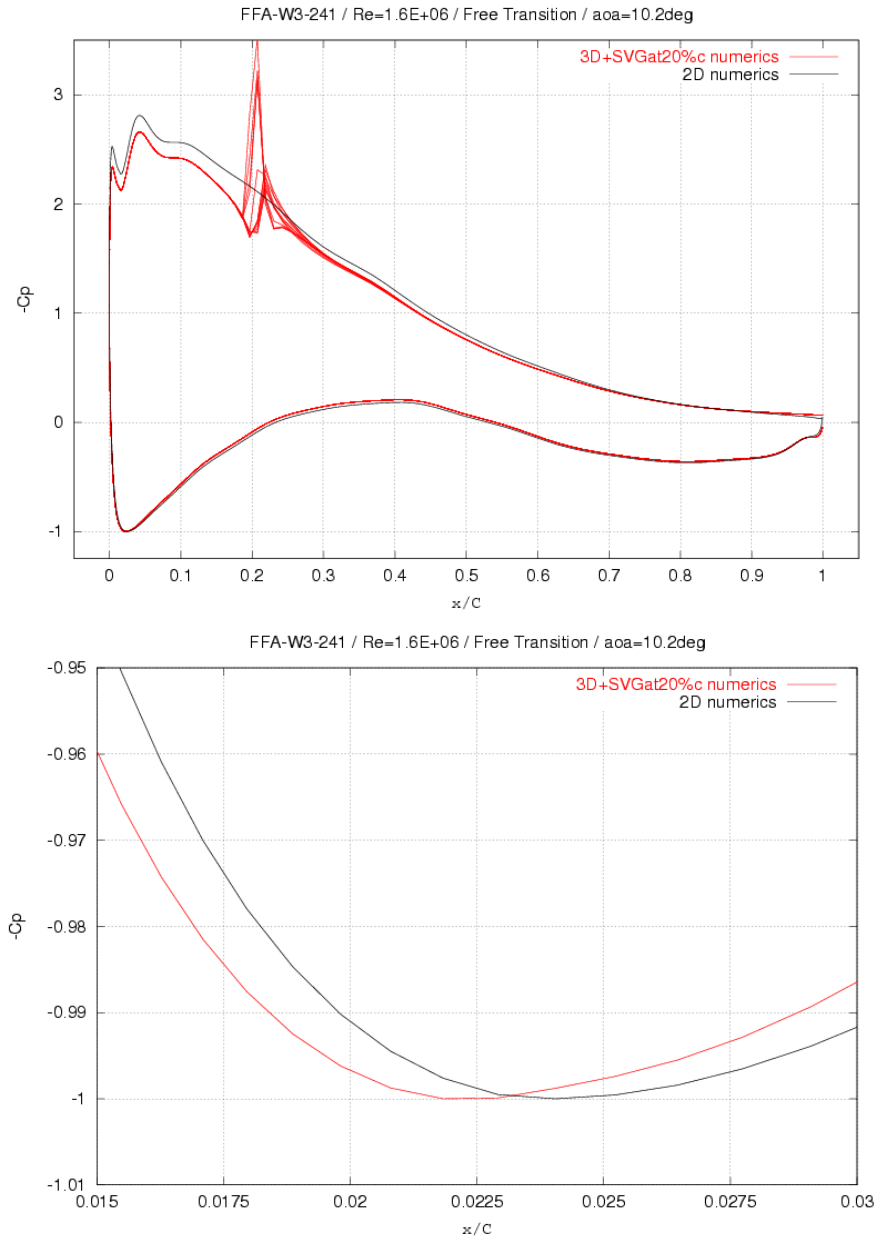 FFA-W3-241 / Re=1.6E+06 / Free Transition / aoa=10.2deg
3D+SVGat20%c numerics
2D numerics
3
2
1
0
-1
-Cp
0 0.1 0.2 0.3 0.4 0.5 0.6 0.7 0.8 0.9 1
x/C
FFA-W3-241 / Re=1.6E+06 / Free Transition / aoa=10.2deg
3D+SVGat20%c numerics
2D numerics
-0.95
-0.96
-0.97
-0.98
-0.99
-1
-1.01
-Cp
0.015 0.0175 0.02 0.0225 0.025 0.0275 0.03
x/C